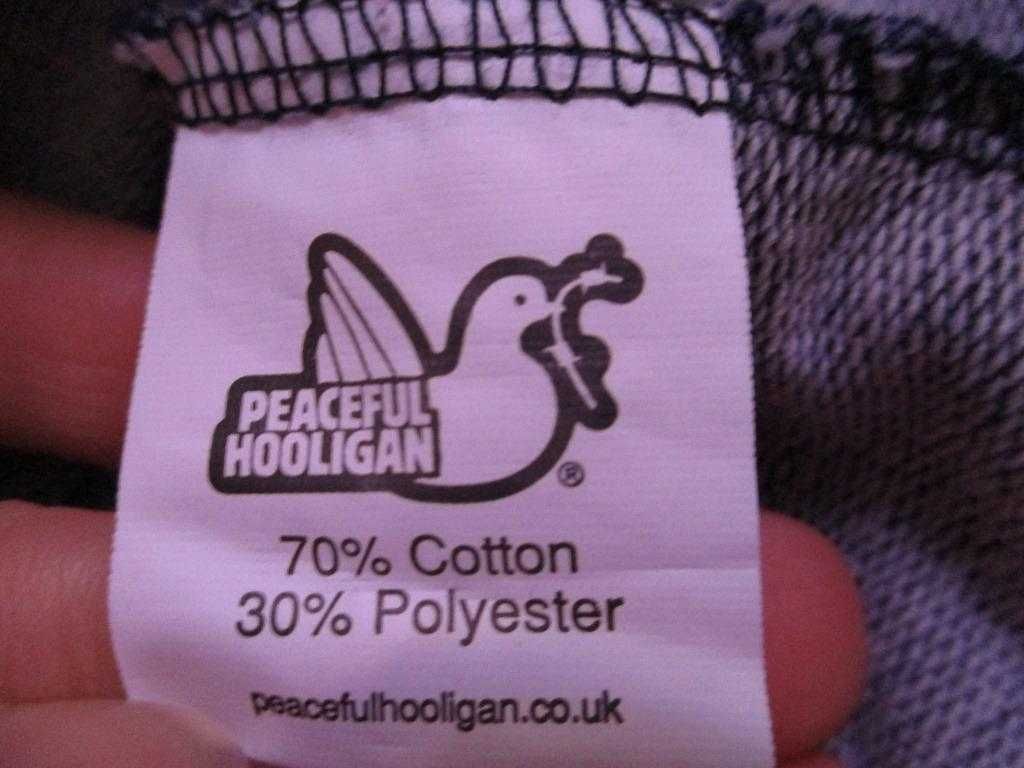 PEACEFUL
HOOLIGAN
®
70% Cotton
30% Polyester
peacefulhooligan.co.uk